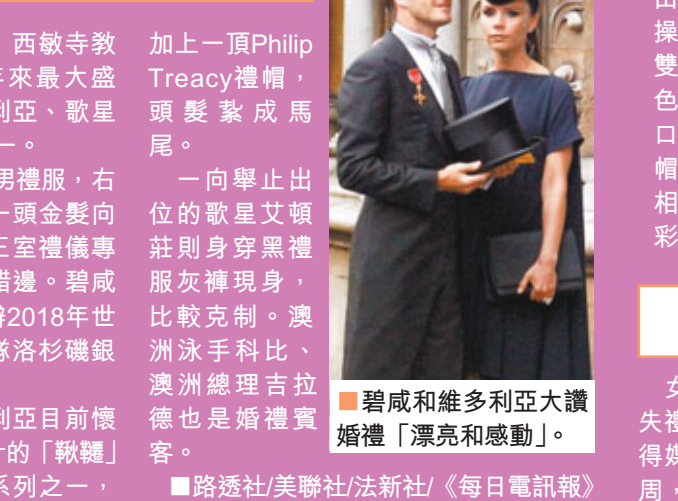 西敏寺教
來最大盛
利亞、歌星
一。
男禮服,右
一頭金髮向
王室禮儀專
錯邊。碧咸
辦2018年世
隊洛杉磯銀
利亞目前懷
計的「鞦韆」
系列之一,
加上一頂Philip
Treacy禮帽,
頭髮紮成馬
尾。
一向舉止出
位的歌星艾頓
莊則身穿黑禮
服灰褲現身,
比較克制。澳
洲泳手科比、
澳洲總理吉拉
德也是婚禮賓
客。
■路透社/美聯社/法新社/《每日電訊報》
■碧咸和維多利亞大讚
婚禮「漂亮和感動」。
操
雙
色
口
帽
相
彩
女
失禮
得媒
周,